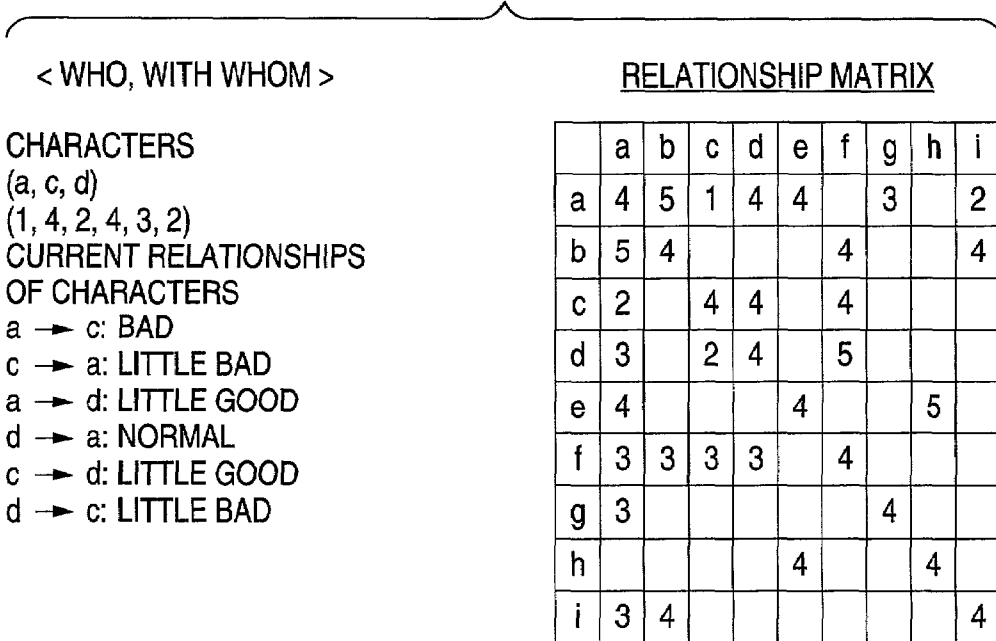 < WHO, WITH WHOM >
CHARACTERS
(a, c, d)
(1, 4, 2, 4, 3, 2)
CURRENT RELATIONSHIPS
OF CHARACTERS
a → c: BAD
c → a: LITTLE BAD
a → d: LITTLE GOOD
d → a: NORMAL
c → d: LITTLE GOOD
d → c: LITTLE BAD
RELATIONSHIP MATRIX
a b c d e f g h i
a 4 5 1 4 4 3 2
b 5 4 4 4
c 2 4 4 4
d 3 2 4 5
e 4 4 5
f 3 3 3 3 4
g 3 4
h 4 4
i 3 4 4